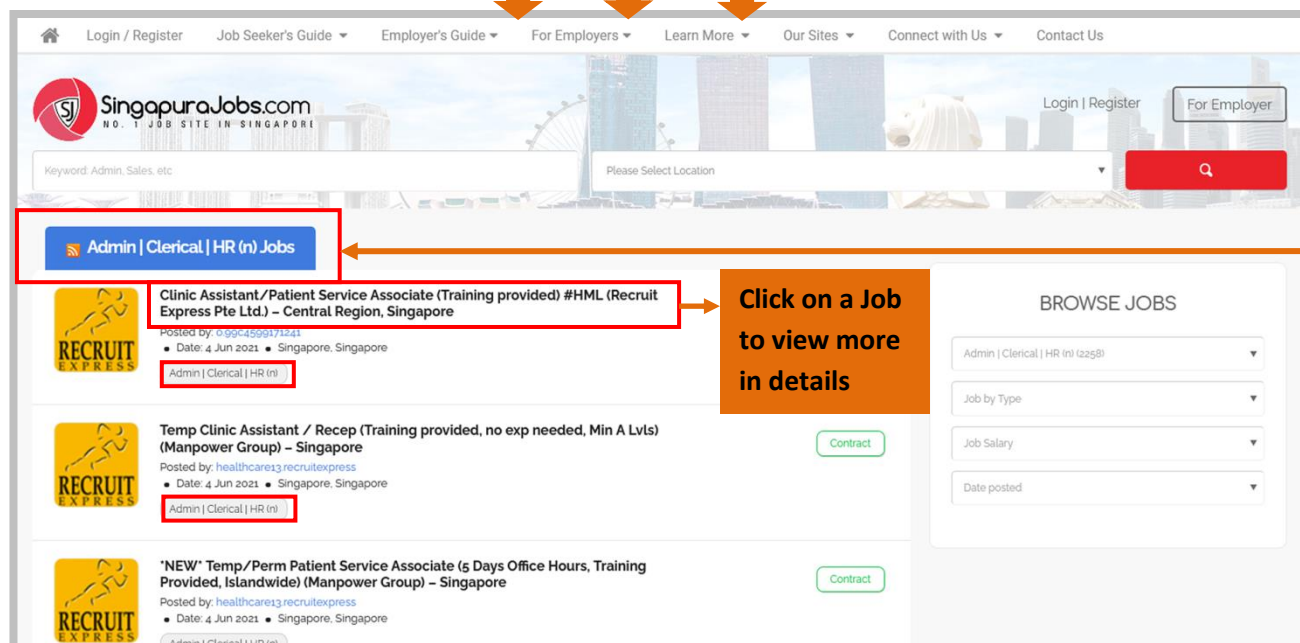 Login / Register Job Seeker's Guide Employer's Guide For Employers Learn More Our Sites Connect with Us Contact Us
SJ SingapuraJobs.com
NO. 1 JOB SITE IN SINGAPORE
Login | Register For Employer
Keyword: Admin, Sales, etc Please Select Location
Admin | Clerical | HR (n) Jobs
Clinic Assistant/Patient Service Associate (Training provided) #HML (Recruit
Express Pte Ltd.) – Central Region, Singapore
Posted by: 0.99c4599171241
• Date: 4 Jun 2021 • Singapore, Singapore
Admin | Clerical | HR (n)
RECRUIT
EXPRESS
Click on a Job
to view more
in details
BROWSE JOBS
Admin | Clerical | HR (n) (2258)
Job by Type
Job Salary
Date posted
Temp Clinic Assistant / Recep (Training provided, no exp needed, Min A Lvls)
(Manpower Group) – Singapore
Posted by: healthcare13.recruitexpress
• Date: 4 Jun 2021 • Singapore, Singapore
Admin | Clerical | HR (n)
RECRUIT
EXPRESS
Contract
*NEW* Temp/Perm Patient Service Associate (5 Days Office Hours, Training
Provided, Islandwide) (Manpower Group) – Singapore
Posted by: healthcare13.recruitexpress
• Date: 4 Jun 2021 • Singapore, Singapore
Admin | Clerical | HR (n)
RECRUIT
EXPRESS
Contract